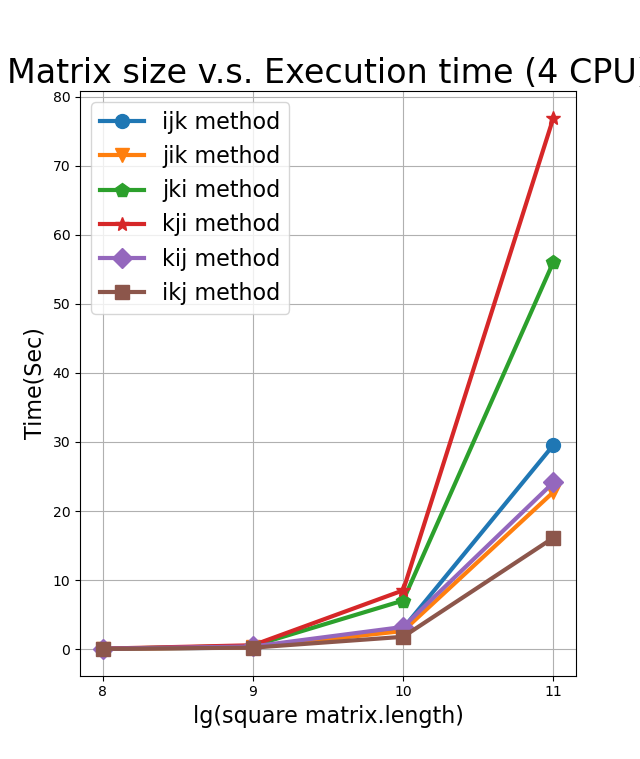 Matrix size v.s. Execution time (4 CPU)
80
70
60
50
40
30
20
10
0
ijk method
jik method
jki method
kji method
kij method
ikj method
Time(Sec)
8 9 10 11
lg(square matrix.length)